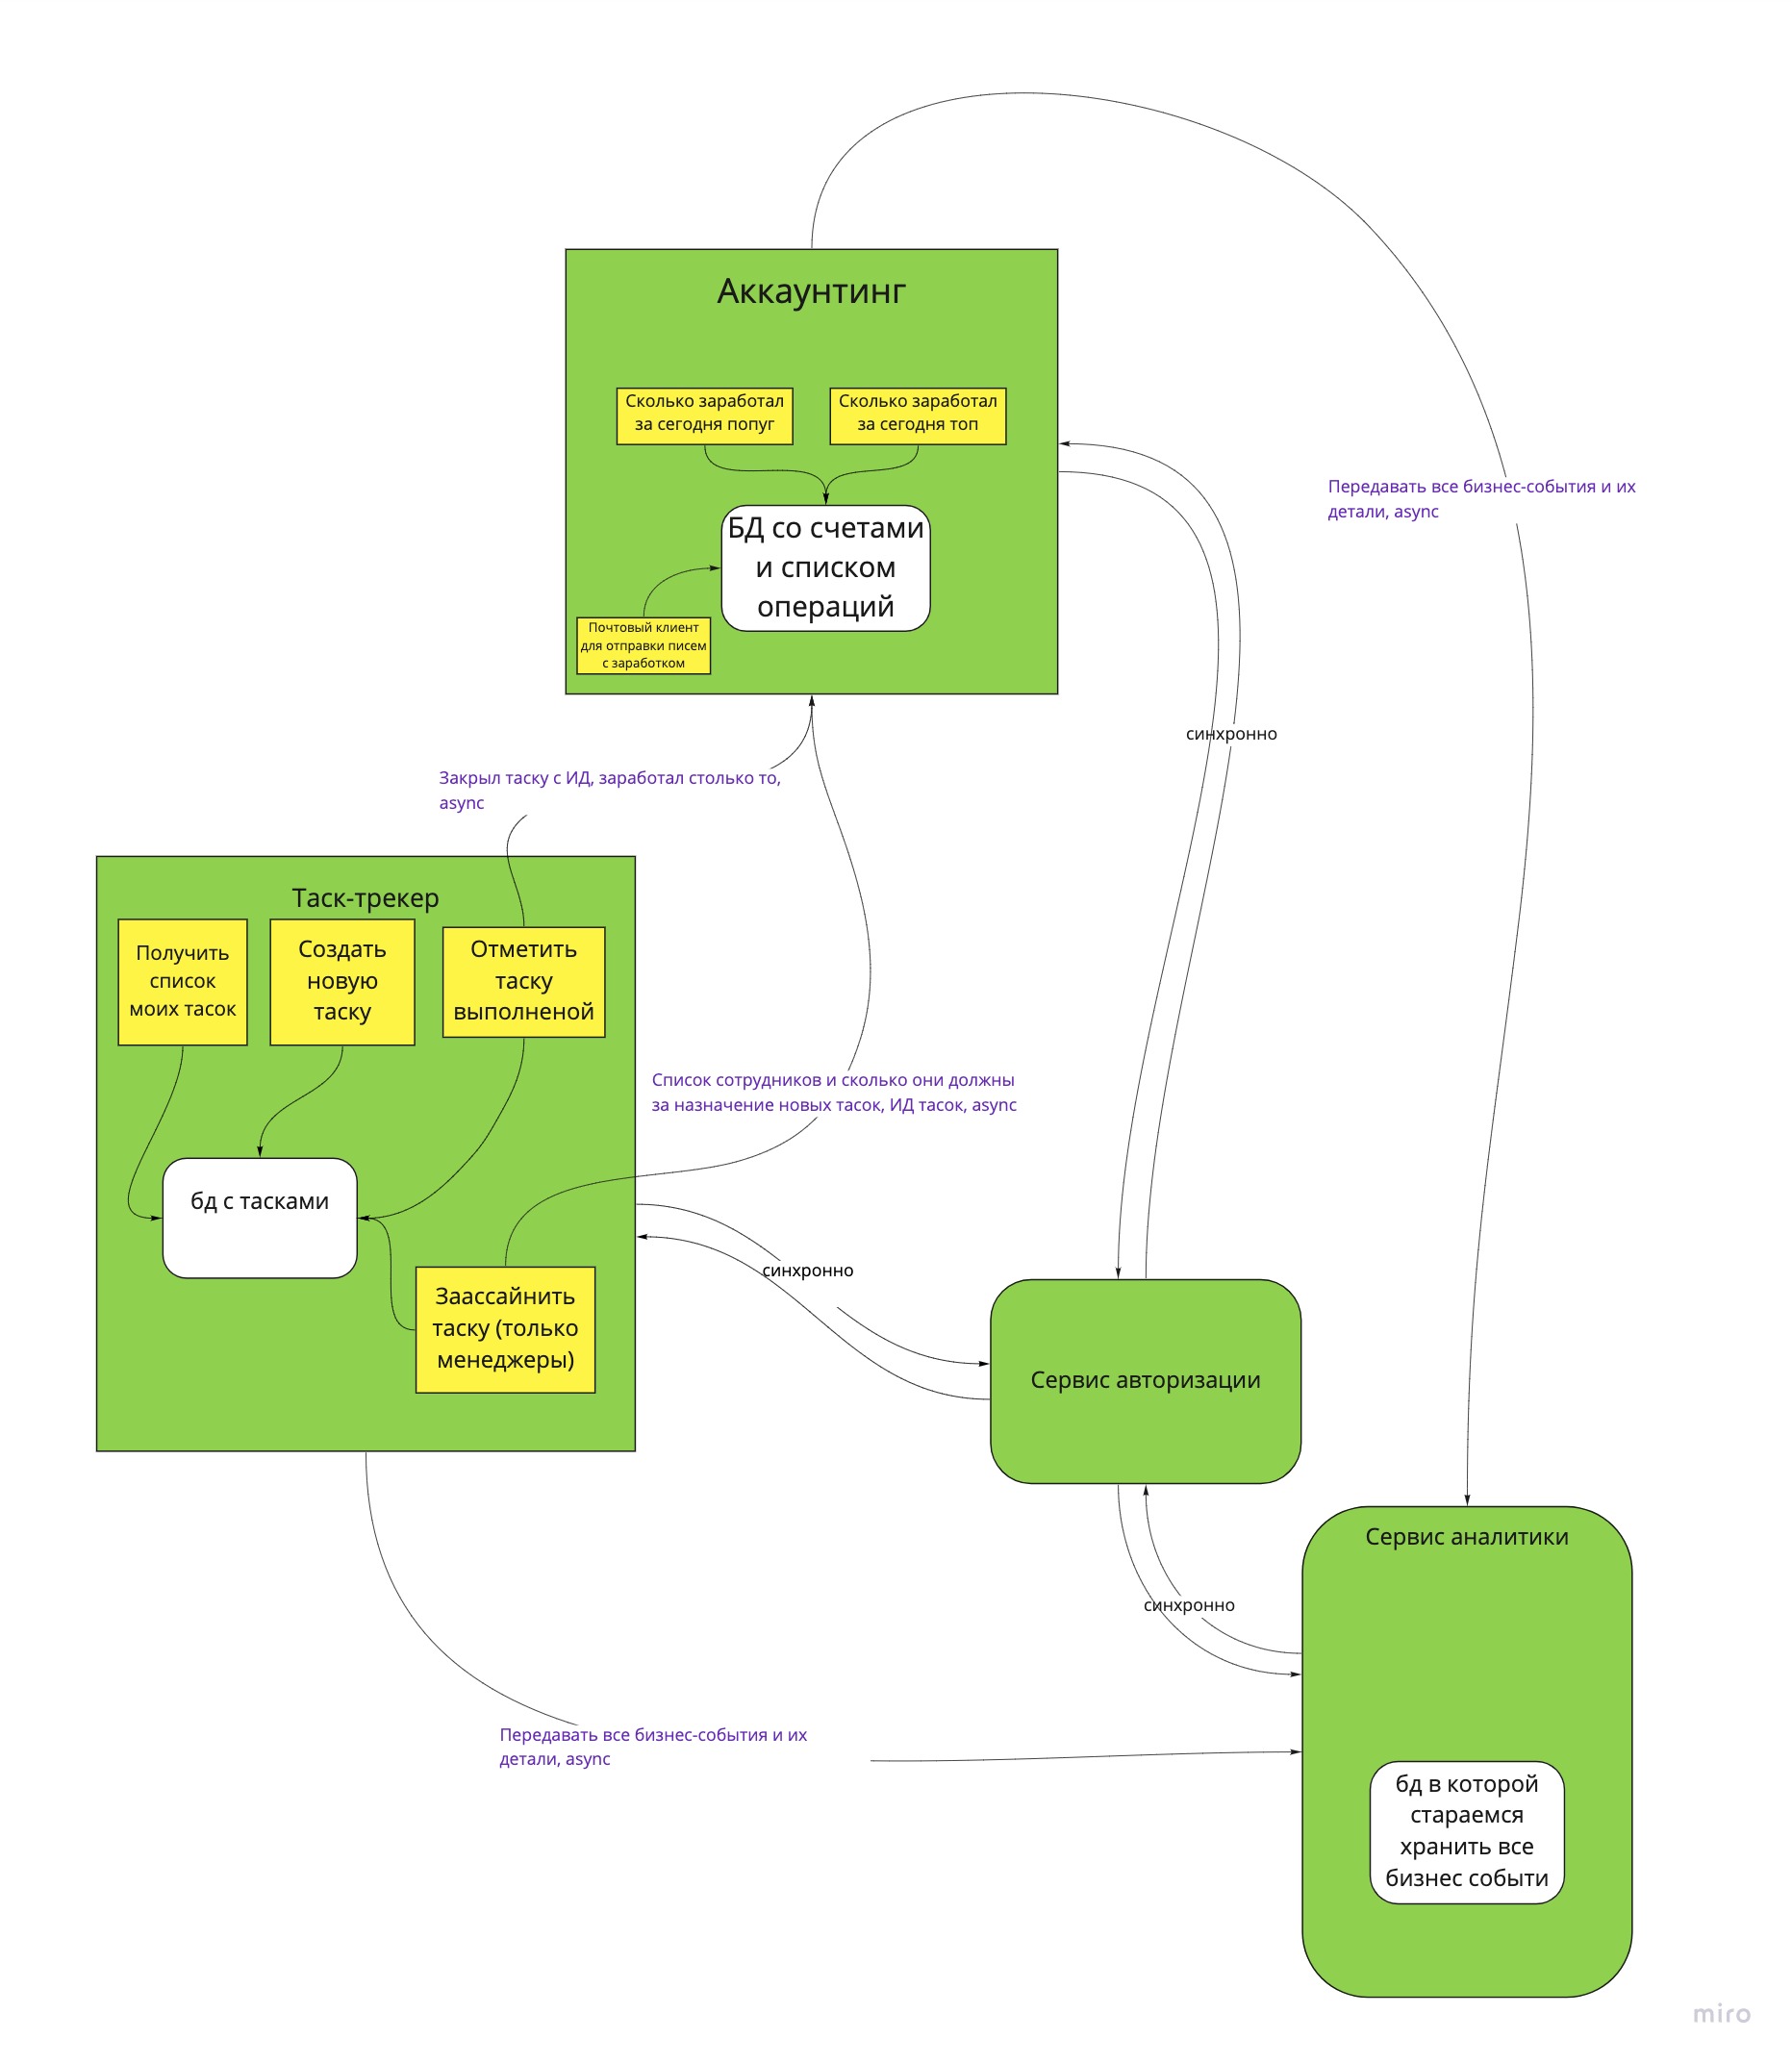 Аккаунтинг
Сколько заработал
за сегодня попуг
Сколько заработал
за сегодня топ
БД со счетами
и списком
операций
Почтовый клиент
для отправки писем
с заработком
Передавать все бизнес-события и их
детали, async
синхронно
Закрыл таску с ИД, заработал столько то,
async
Таск-трекер
Получить
список
моих тасок
Создать
новую
таску
Отметить
таску
выполненой
Список сотрудников и сколько они должны
за назначение новых тасок, ИД тасок, async
бд с тасками
Заассайнить
таску (только
менеджеры)
синхронно
Сервис авторизации
Сервис аналитики
синхронно
Передавать все бизнес-события и их
детали, async
бд в которой
стараемся
хранить все
бизнес событи
miro